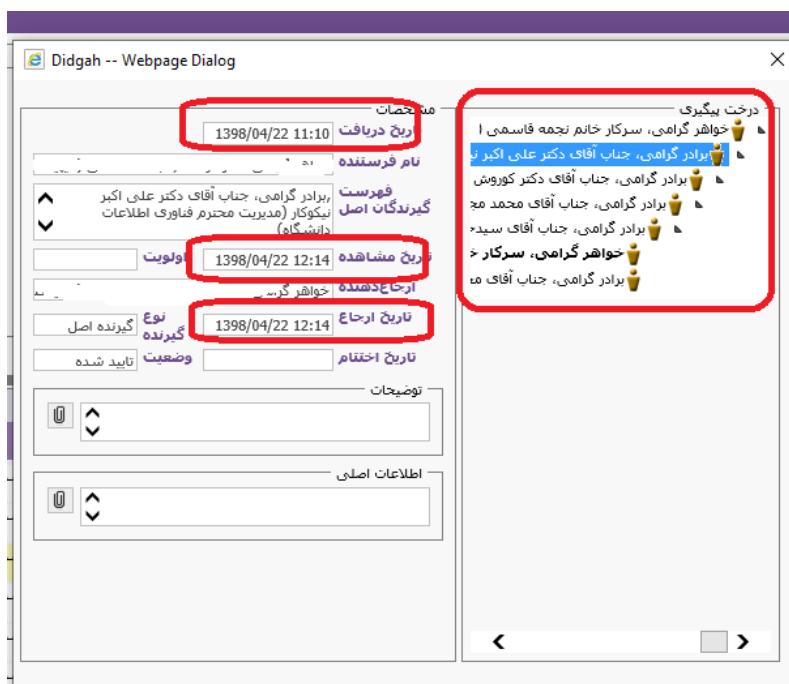 Didgah -- Webpage Dialog
درخت پیگیری
خواهر گرامی، سرکار خانم نجمه قاسمی
برادر گرامی، جناب آقای دکتر علی اکبر
برادر گرامی، جناب آقای دکتر کوروش
برادر گرامی، جناب آقای محمد
برادر گرامی، جناب آقای
خواهر گرامی، سرکار
برادر گرامی، جناب آقای
مشخصات
تاریخ دریافت 1398/04/22 11:10
نام فرستنده
فهرست گیرندگان اصل
,برادر گرامی، جناب آقای دکتر علی اکبر
نیکوکار (مدیریت محترم فناوری اطلاعات
دانشگاه)
تاریخ مشاهده 1398/04/22 12:14 اولویت
ارجاع‌دهنده خواهر
تاریخ ارجاع 1398/04/22 12:14 نوع گیرنده گیرنده اصل
تاریخ اختتام وضعیت تایید شده
توضیحات
اطلاعات اصلی